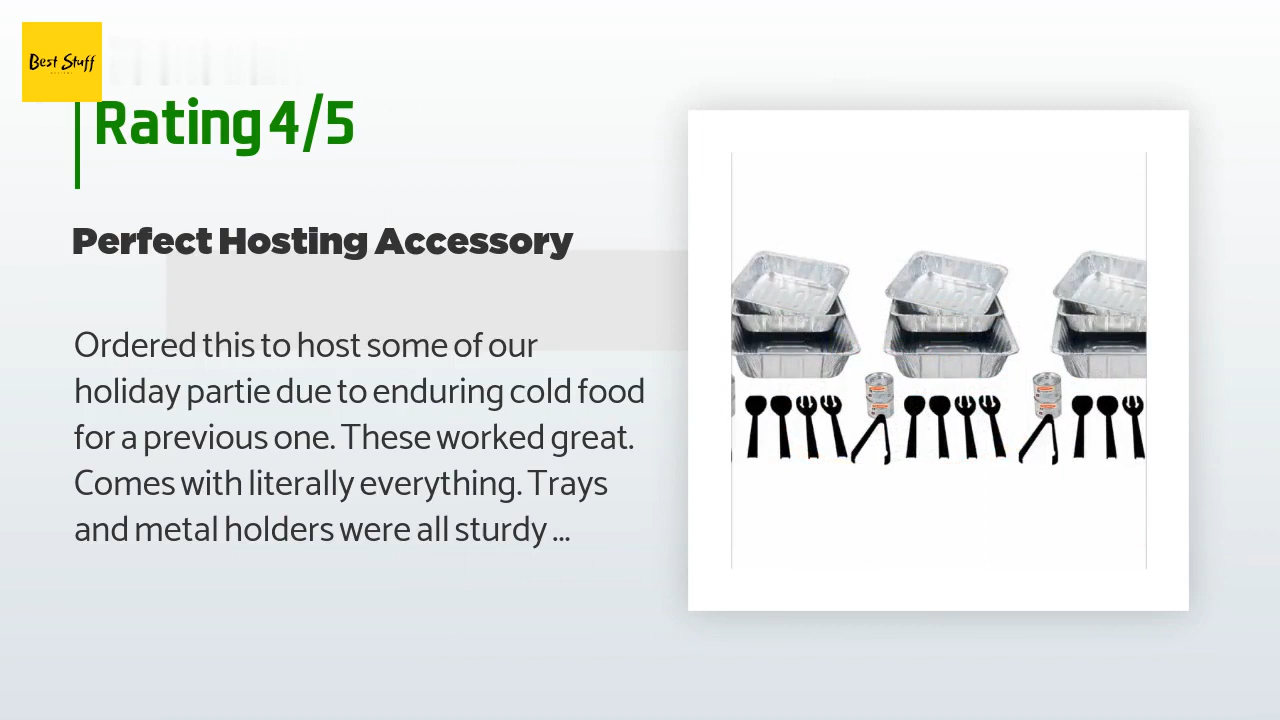 Best Stuff
Rating 4/5
Perfect Hosting Accessory
Ordered this to host some of our
holiday partie due to enduring cold food
for a previous one. These worked great.
Comes with literally everything. Trays
and metal holders were all sturdy ...